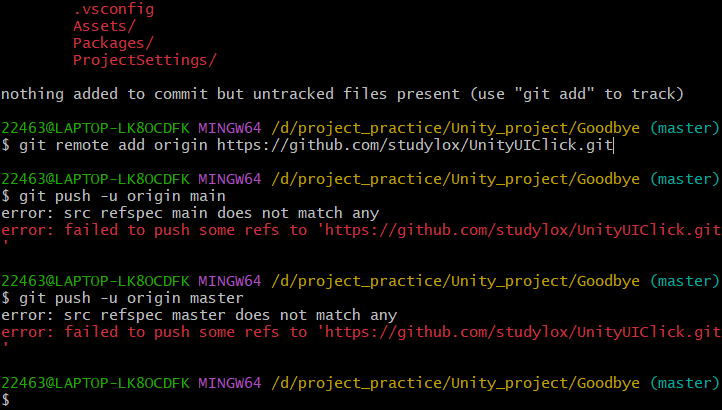 .vsconfig
Assets/
Packages/
ProjectSettings/
nothing added to commit but untracked files present (use "git add" to track)
22463@LAPTOP-LK8OCDFK MINGW64 /d/project_practice/Unity_project/Goodbye (master)
$ git remote add origin https://github.com/studylox/UnityUIClick.git
22463@LAPTOP-LK8OCDFK MINGW64 /d/project_practice/Unity_project/Goodbye (master)
$ git push -u origin main
error: src refspec main does not match any
error: failed to push some refs to 'https://github.com/studylox/UnityUIClick.git
'
22463@LAPTOP-LK8OCDFK MINGW64 /d/project_practice/Unity_project/Goodbye (master)
$ git push -u origin master
error: src refspec master does not match any
error: failed to push some refs to 'https://github.com/studylox/UnityUIClick.git
'
22463@LAPTOP-LK8OCDFK MINGW64 /d/project_practice/Unity_project/Goodbye (master)
$